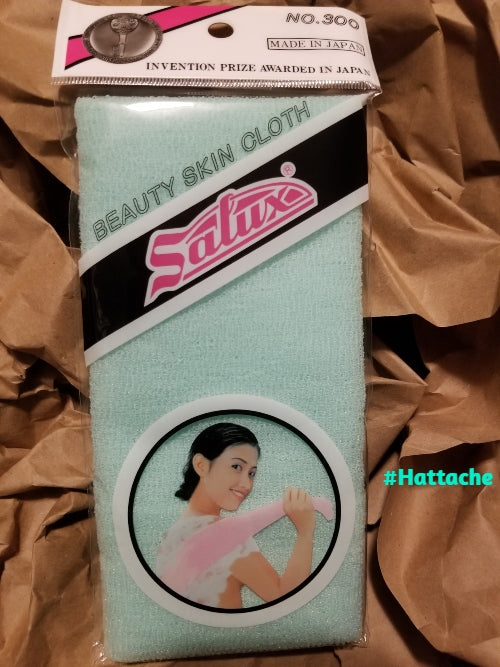 NO.300
MADE IN JAPAN
INVENTION PRIZE AWARDED IN JAPAN
BEAUTY SKIN CLOTH
Salux®
#Hattache